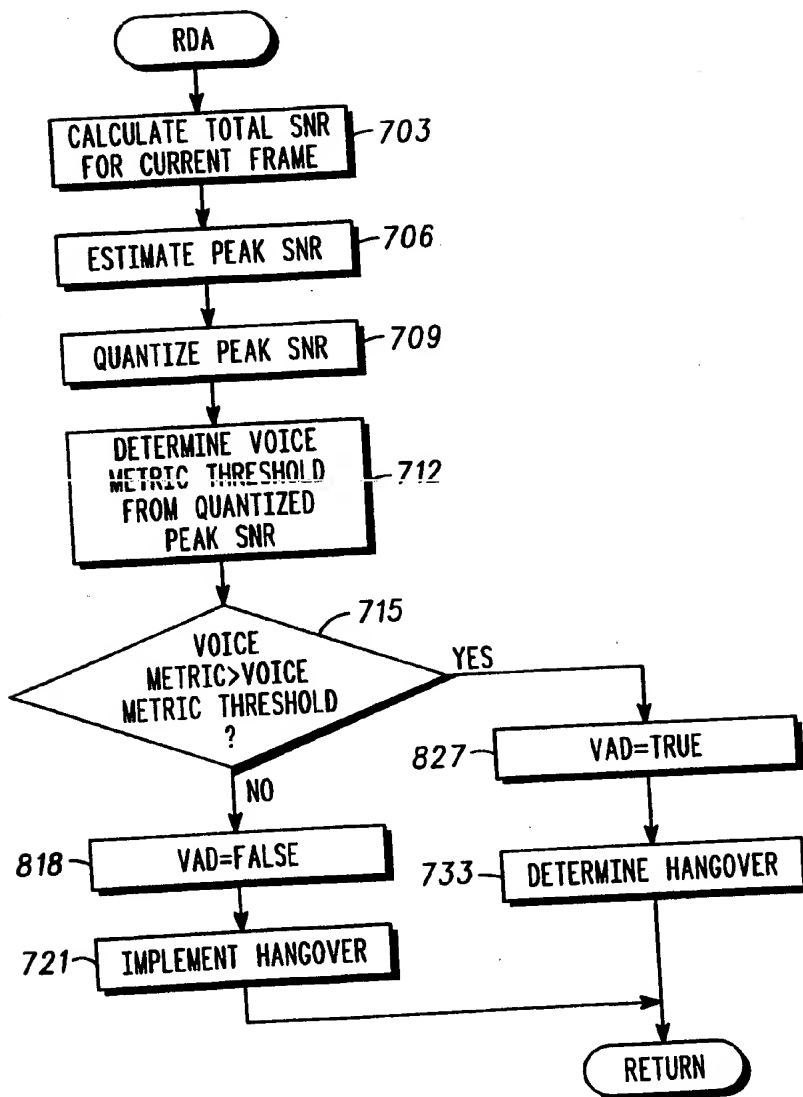 RDA
CALCULATE TOTAL SNR
FOR CURRENT FRAME
703
ESTIMATE PEAK SNR
706
QUANTIZE PEAK SNR
709
DETERMINE VOICE
METRIC THRESHOLD
FROM QUANTIZED
PEAK SNR
712
715
VOICE
METRIC>VOICE
METRIC THRESHOLD
?
YES
NO
827
VAD=TRUE
818
VAD=FALSE
733
DETERMINE HANGOVER
721
IMPLEMENT HANGOVER
RETURN